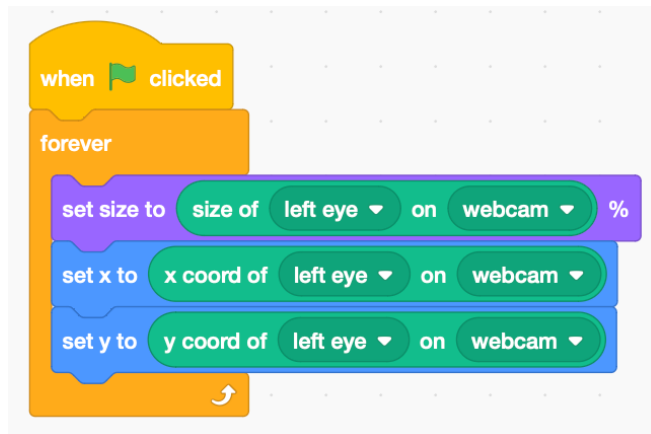 when clicked
forever
set size to size of left eye on webcam %
set x to x coord of left eye on webcam
set y to y coord of left eye on webcam